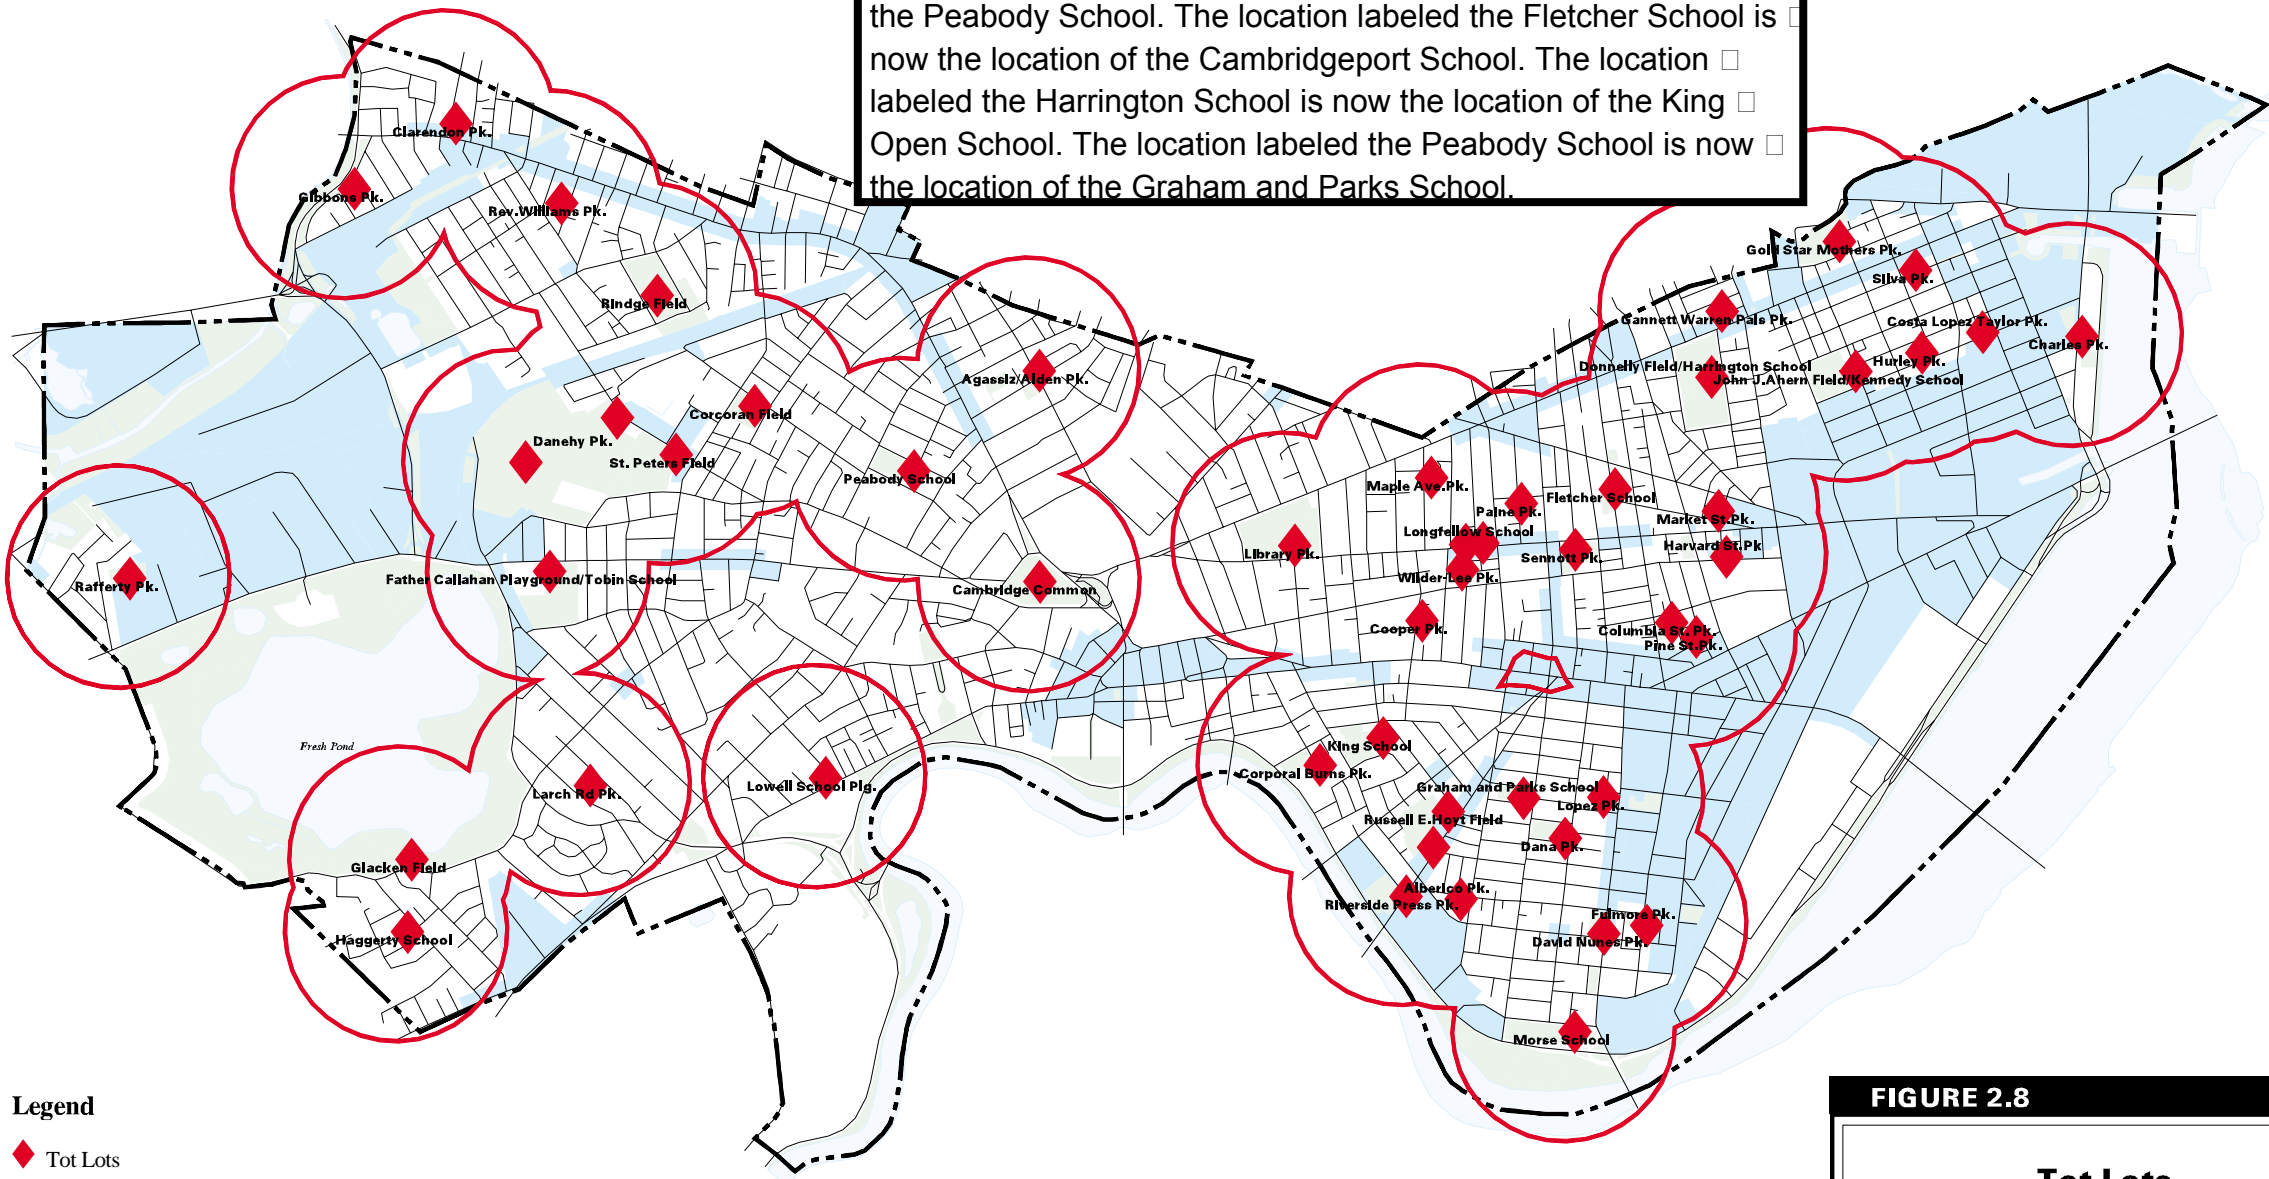 the Peabody School. The location labeled the Fletcher School is
now the location of the Cambridgeport School. The location
labeled the Harrington School is now the location of the King
Open School. The location labeled the Peabody School is now
the location of the Graham and Parks School.
Clarendon Pk.
Gibbons Pk.
Rev.Williams Pk.
Rindge Field
Gold Star Mothers Pk.
Silva Pk.
Gannett Warren Pals Pk.
Costa Lopez Taylor Pk.
Charles Pk.
Hurley Pk.
Donnelly Field/Harrington School
John J.Ahern Field/Kennedy School
Agassiz/Alden Pk.
Corcoran Field
Danehy Pk.
St. Peters Field
Peabody School
Maple Ave.Pk.
Paine Pk.
Fletcher School
Market St.Pk.
Longfellow School
Harvard St.Pk
Library Pk.
Sennott Pk.
Wilder-Lee Pk.
Rafferty Pk.
Father Callahan Playground/Tobin School
Cambridge Common
Cooper Pk.
Columbia St. Pk.
Pine St.Pk.
Fresh Pond
King School
Corporal Burns Pk.
Larch Rd Pk.
Lowell School Plg.
Graham and Parks School
Lopez Pk.
Russell E.Hoyt Field
Dana Pk.
Glacken Field
Alberico Pk.
Riverside Press Pk.
Fulmore Pk.
Haggerty School
David Nunes Pk.
Morse School
Legend
Tot Lots
FIGURE 2.8
Tot Lots